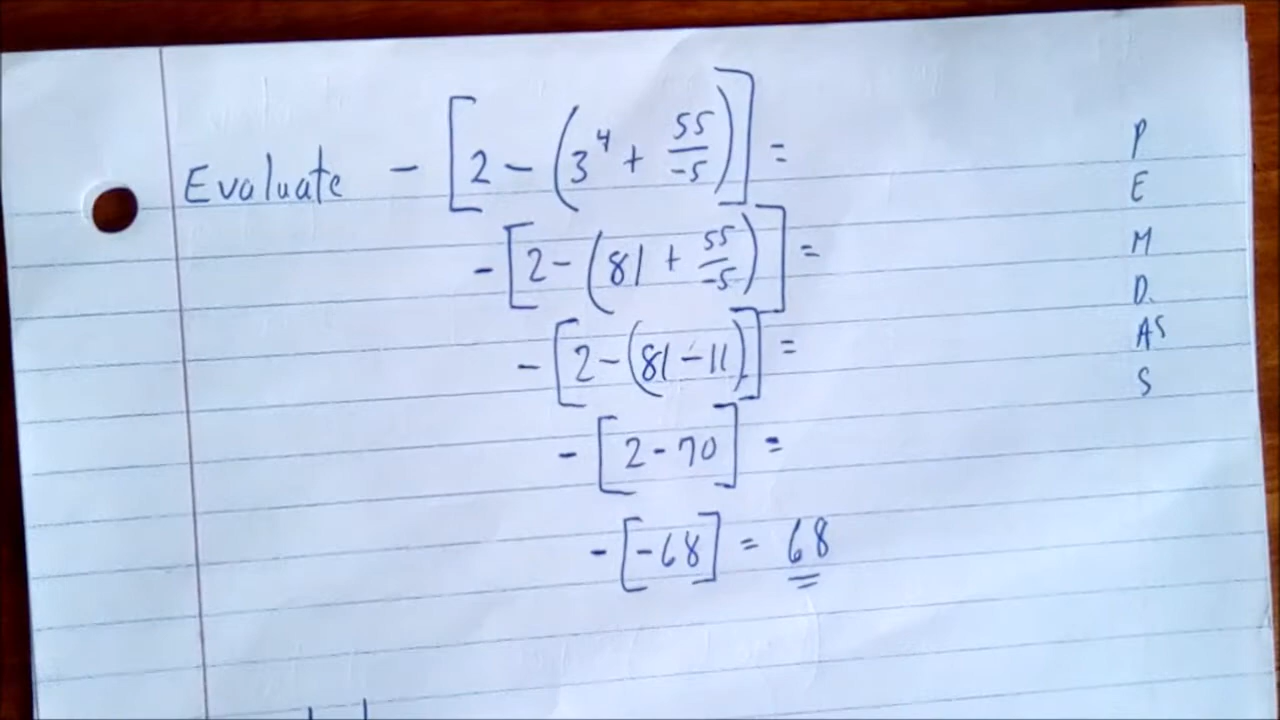 Evaluate - [2 - (3⁴ + 55/-5)] =
- [2 - (81 + 55/-5)] =
- [2 - (81 - 11)] =
- [2 - 70] =
- [-68] = 68
P
E
M
D.
AS
S